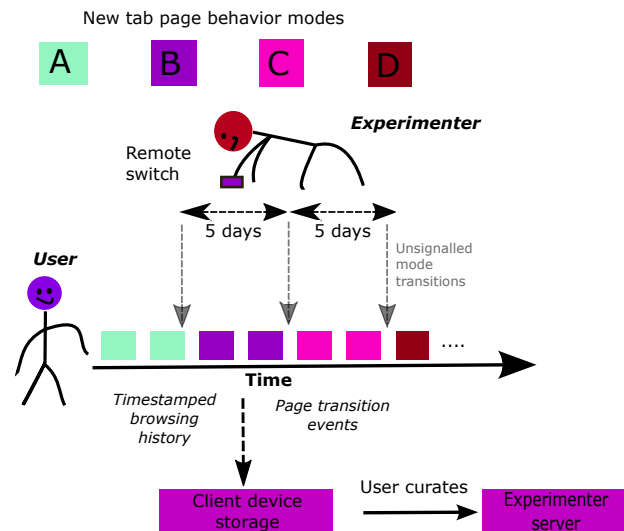 New tab page behavior modes
A B C D
Experimenter
Remote
switch
5 days 5 days
Unsignalled
mode
transitions
User
....
Time
Timestamped
browsing
history
Page transition
events
Client device
storage
User curates
Experimenter
server